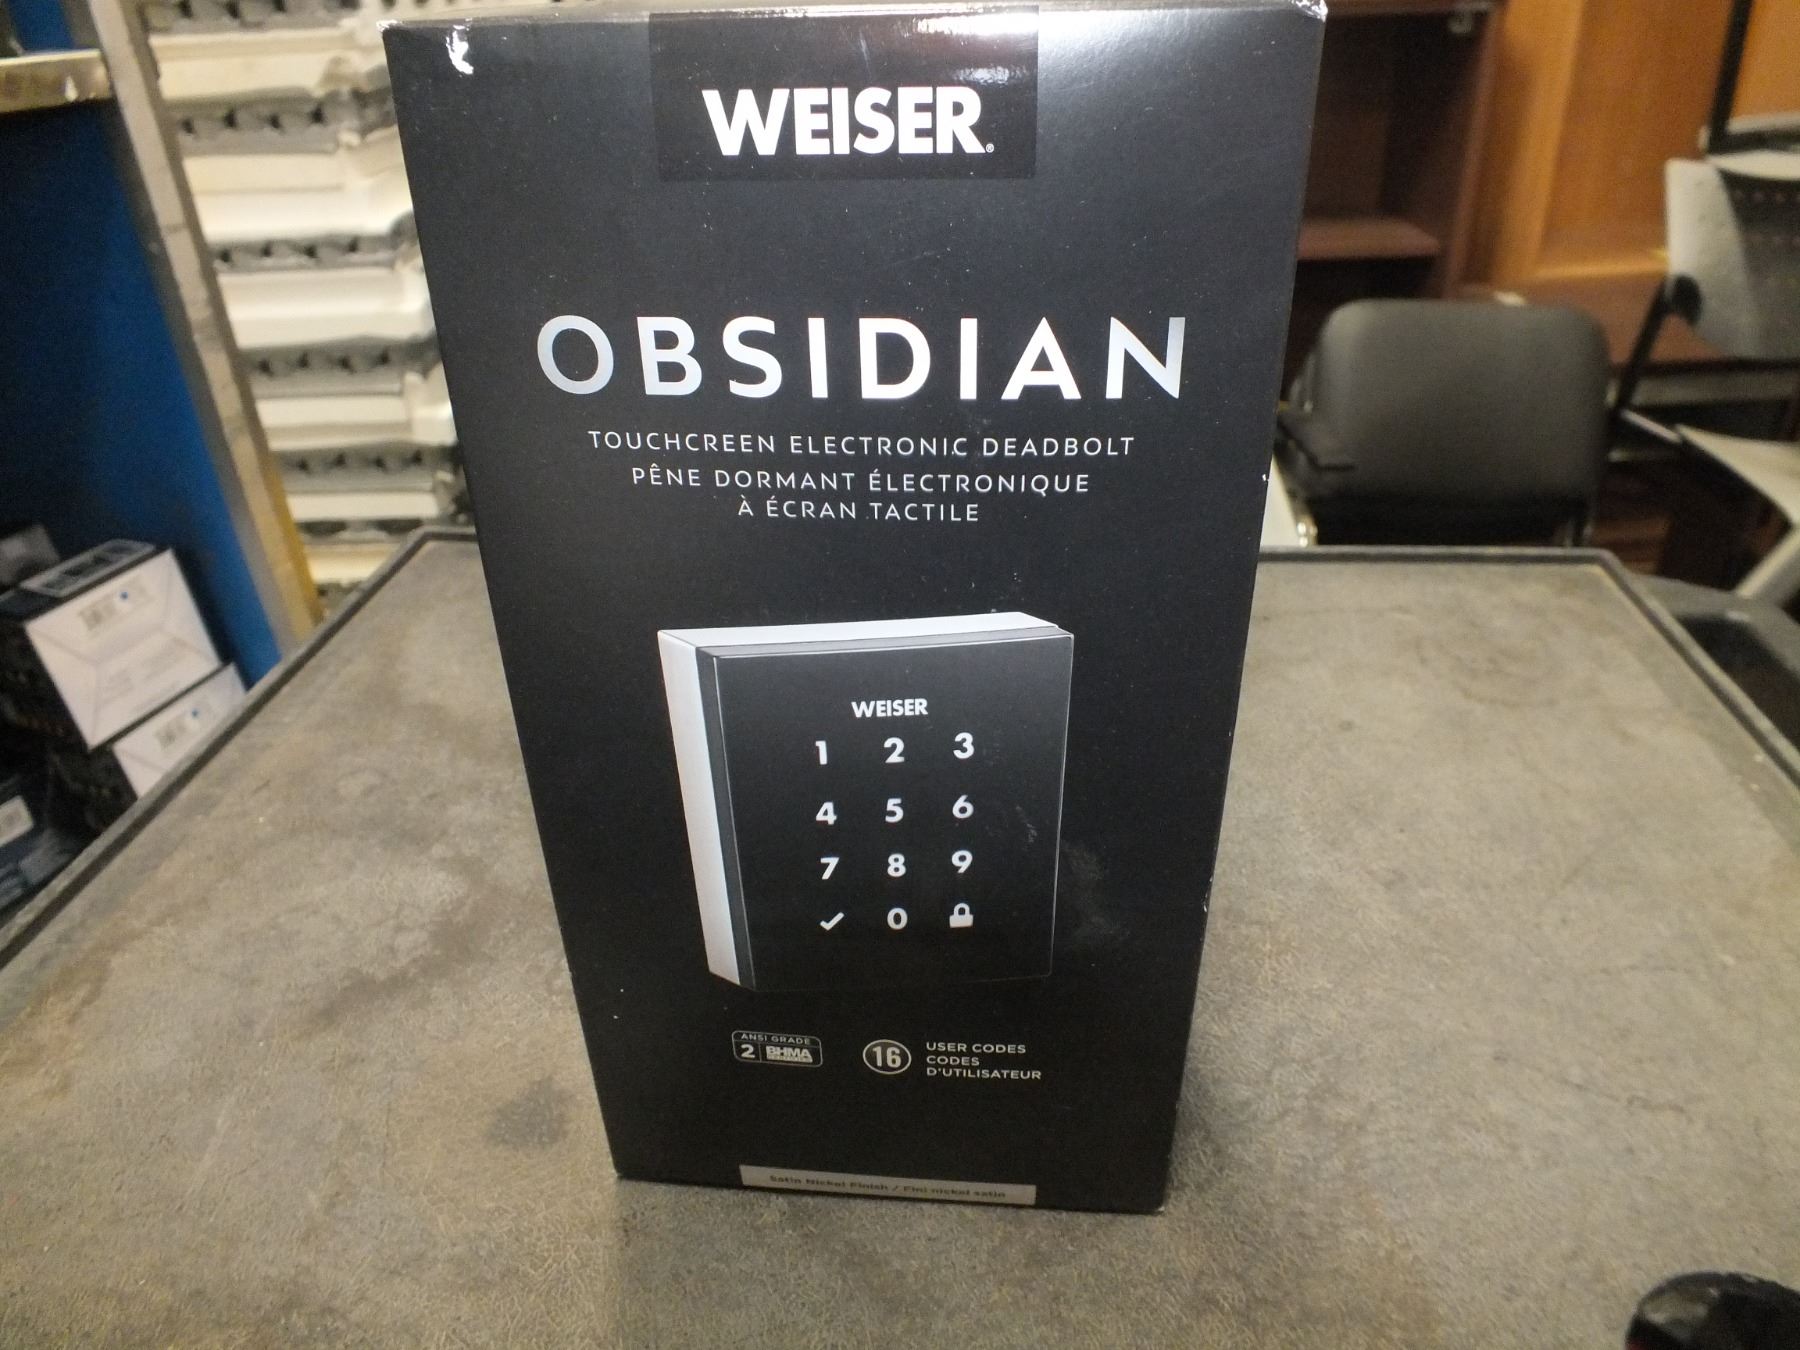 WEISER®
OBSIDIAN
TOUCHCREEN ELECTRONIC DEADBOLT
PÊNE DORMANT ÉLECTRONIQUE
À ÉCRAN TACTILE
WEISER
1 2 3
4 5 6
7 8 9
✓ 0
ANSI GRADE
2 BHMA
16
USER CODES
CODES
D'UTILISATEUR
Satin Nickel Finish / Fini nickel satin